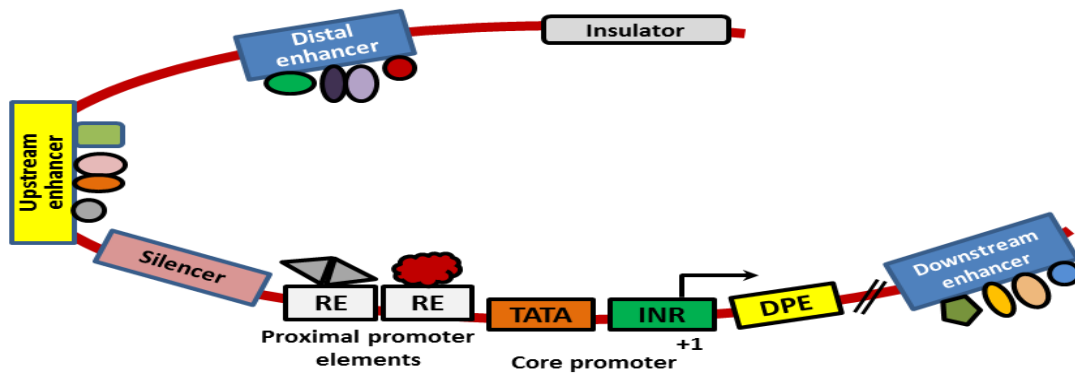 Distal
enhancer
Insulator
Upstream
enhancer
Silencer
RE
RE
TATA
INR
DPE
Downstream
enhancer
+1
Proximal promoter
elements
Core promoter